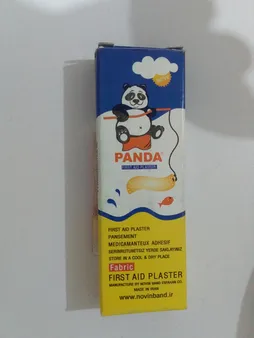 PANDA
FIRST AID PLASTER
FIRST AID PLASTER
PANSEMENT
MEDICAMANTEUX ADHESIF
STORE IN A COOL & DRY PLACE
Fabric
FIRST AID PLASTER
MADE IN IRAN
www.novinband.ir